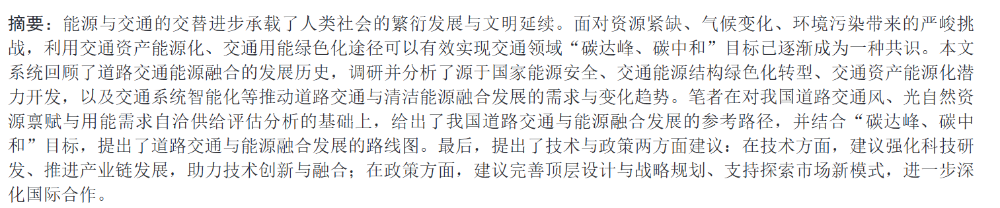 摘要：能源与交通的交替进步承载了人类社会的繁衍发展与文明延续。面对资源紧缺、气候变化、环境污染带来的严峻挑
战，利用交通资产能源化、交通用能绿色化途径可以有效实现交通领域“碳达峰、碳中和”目标已逐渐成为一种共识。本文
系统回顾了道路交通能源融合的发展历史，调研并分析了源于国家能源安全、交通能源结构绿色化转型、交通资产能源化潜
力开发，以及交通系统智能化等推动道路交通与清洁能源融合发展的需求与变化趋势。笔者在对我国道路交通风、光自然资
源禀赋与用能需求自洽供给评估分析的基础上，给出了我国道路交通与能源融合发展的参考路径，并结合“碳达峰、碳中
和”目标，提出了道路交通与能源融合发展的路线图。最后，提出了技术与政策两方面建议：在技术方面，建议强化科技研
发、推进产业链发展，助力技术创新与融合；在政策方面，建议完善顶层设计与战略规划、支持探索市场新模式，进一步深
化国际合作。